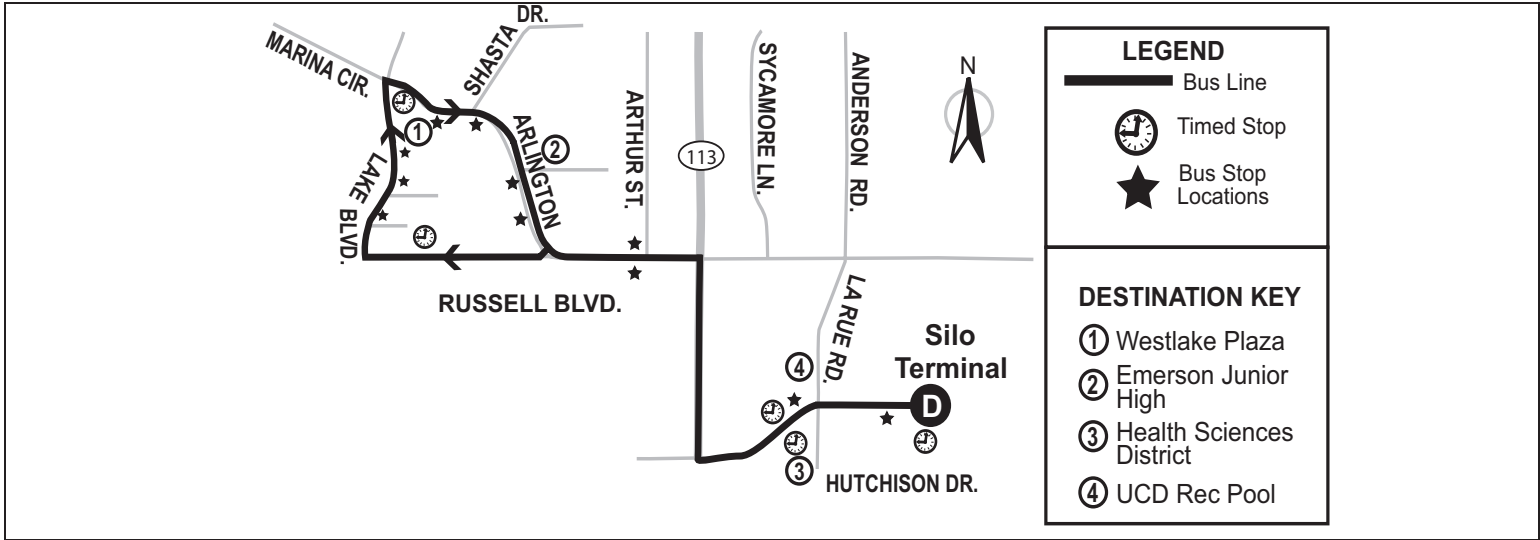 MARINA CIR.
SHASTA
DR.
LAKE
BLVD.
ARLINGTON
ARTHUR ST.
113
SYCAMORE LN.
ANDERSON RD.
N
1
2
RUSSELL BLVD.
LA RUE RD.
Silo
Terminal
D
4
3
HUTCHISON DR.
LEGEND
Bus Line
Timed Stop
Bus Stop
Locations
DESTINATION KEY
1 Westlake Plaza
2 Emerson Junior
High
3 Health Sciences
District
4 UCD Rec Pool